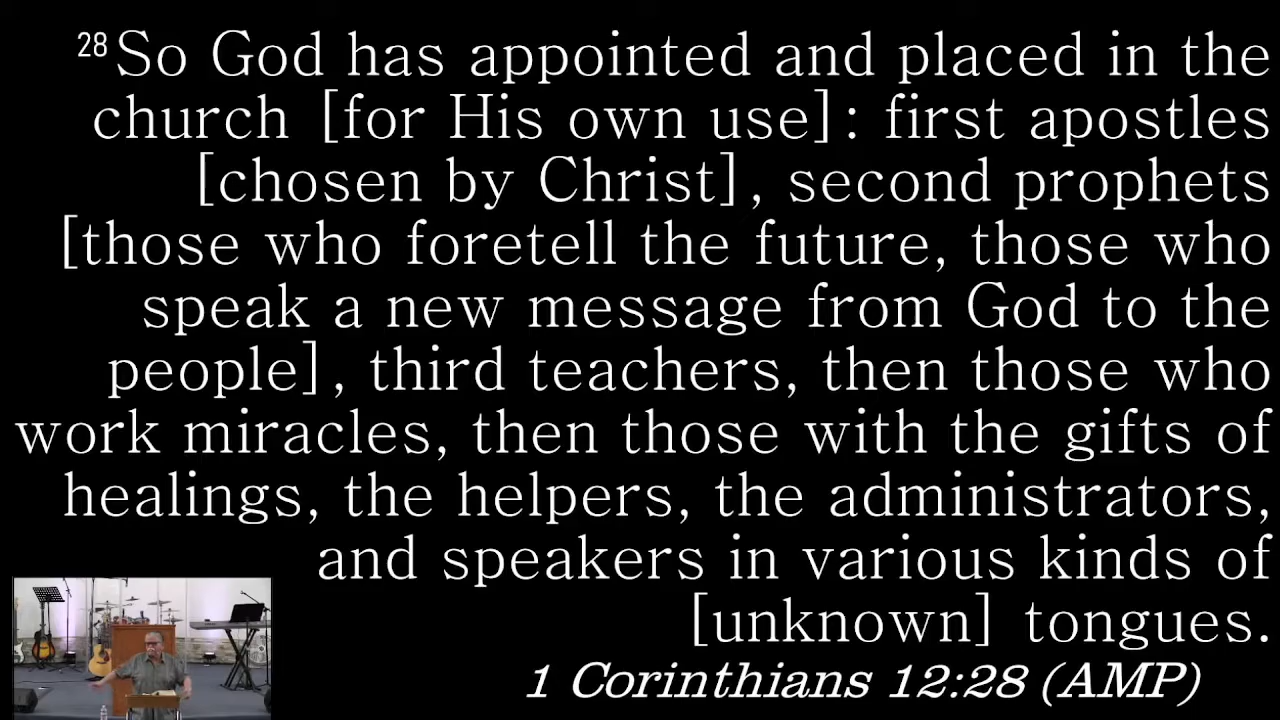 28So God has appointed and placed in the
church [for His own use]: first apostles
[chosen by Christ], second prophets
[those who foretell the future, those who
speak a new message from God to the
people], third teachers, then those who
work miracles, then those with the gifts of
healings, the helpers, the administrators,
and speakers in various kinds of
[unknown] tongues.
1 Corinthians 12:28 (AMP)